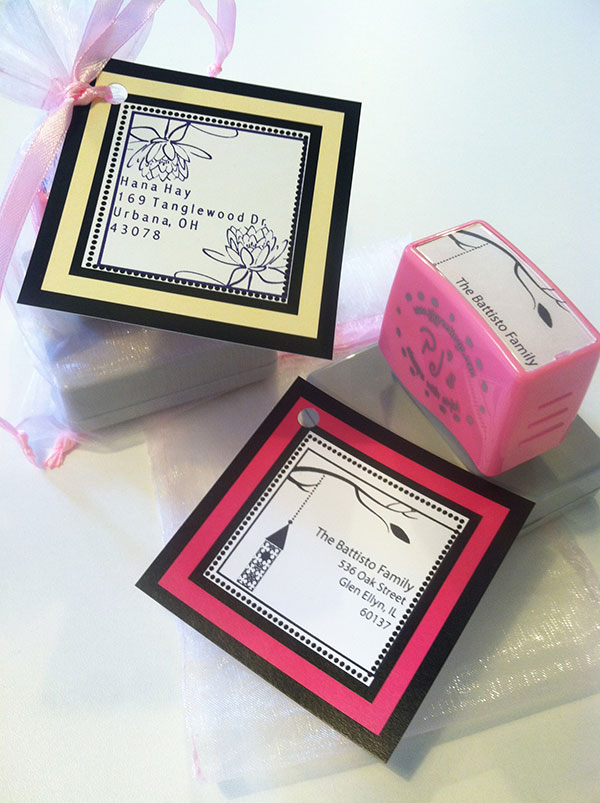 Hana Hay
169 Tanglewood Dr
Urbana, OH
43078
The Battisto Family
The Battisto Family
536 Oak Street
Glen Ellyn, IL
60137